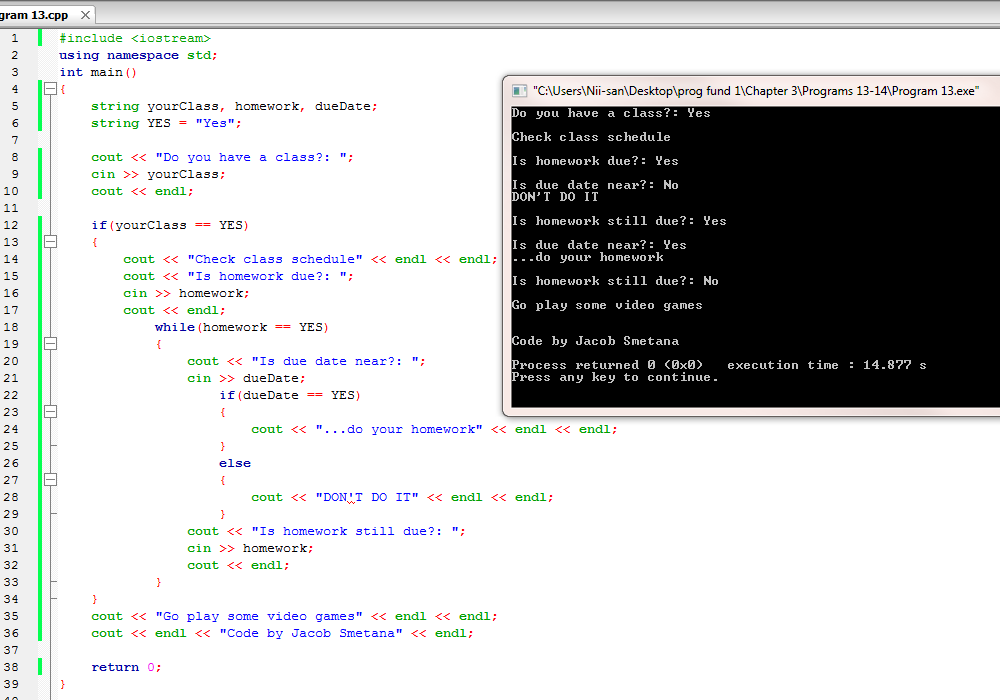 gram 13.cpp
1 #include <iostream>
2 using namespace std;
3 int main()
4 {
5 string yourClass, homework, dueDate;
6 string YES = "Yes";
7
8 cout << "Do you have a class?: ";
9 cin >> yourClass;
10 cout << endl;
11
12 if(yourClass == YES)
13 {
14 cout << "Check class schedule" << endl << endl;
15 cout << "Is homework due?: ";
16 cin >> homework;
17 cout << endl;
18 while(homework == YES)
19 {
20 cout << "Is due date near?: ";
21 cin >> dueDate;
22 if(dueDate == YES)
23 {
24 cout << "...do your homework" << endl << endl;
25 }
26 else
27 {
28 cout << "DON'T DO IT" << endl << endl;
29 }
30 cout << "Is homework still due?: ";
31 cin >> homework;
32 cout << endl;
33 }
34 }
35 cout << "Go play some video games" << endl << endl;
36 cout << endl << "Code by Jacob Smetana" << endl;
37
38 return 0;
39 }
"C:\Users\Nii-san\Desktop\prog fund 1\Chapter 3\Programs 13-14\Program 13.exe"
Do you have a class?: Yes
Check class schedule
Is homework due?: Yes
Is due date near?: No
DON'T DO IT
Is homework still due?: Yes
Is due date near?: Yes
...do your homework
Is homework still due?: No
Go play some video games
Code by Jacob Smetana
Process returned 0 (0x0) execution time : 14.877 s
Press any key to continue.